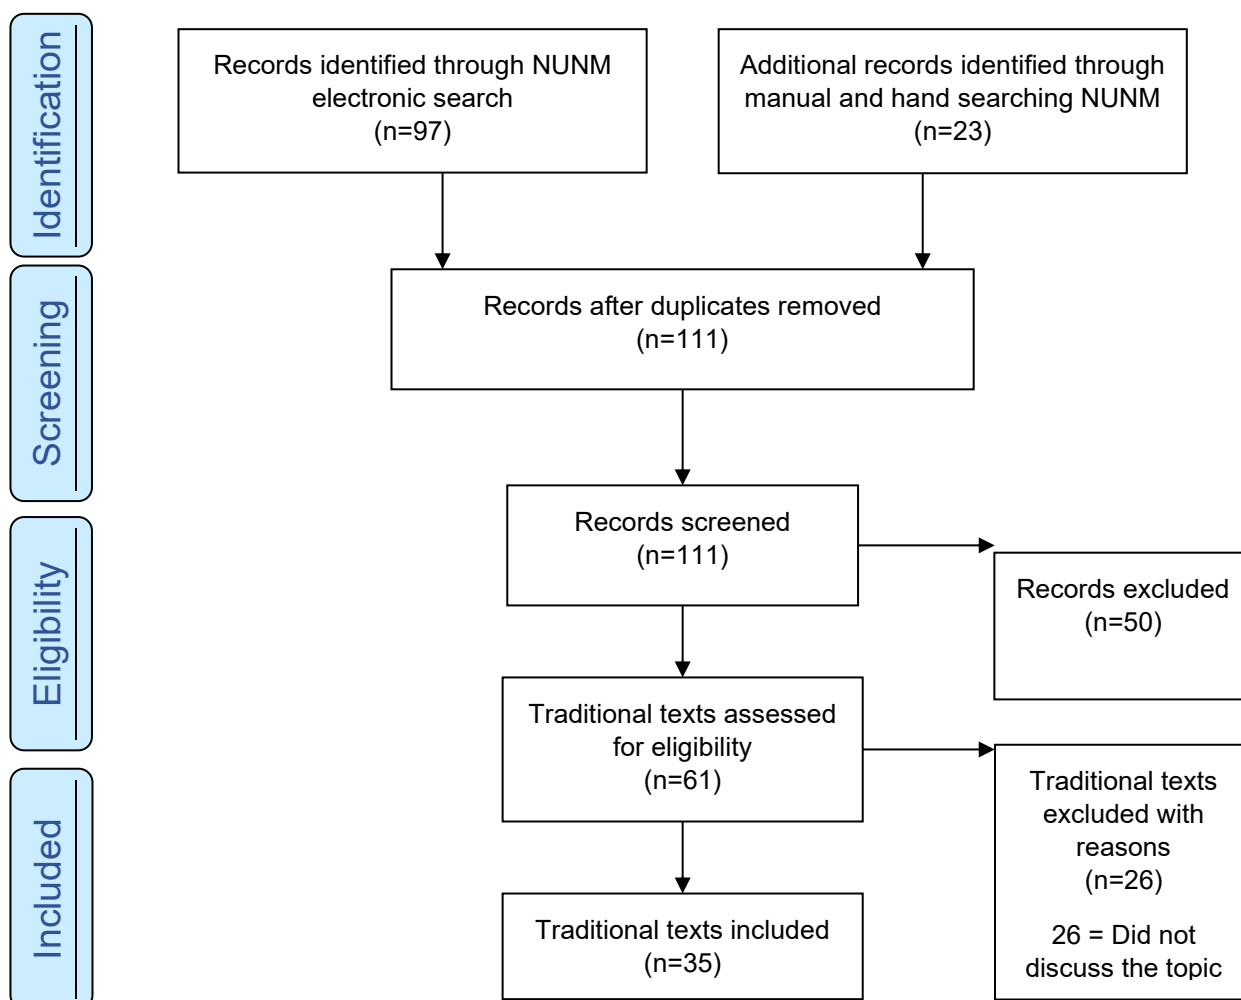 Identification
Records identified through NUNM
electronic search
(n=97)
Additional records identified through
manual and hand searching NUNM
(n=23)
Screening
Records after duplicates removed
(n=111)
Records screened
(n=111)
Records excluded
(n=50)
Eligibility
Traditional texts assessed
for eligibility
(n=61)
Traditional texts
excluded with
reasons
(n=26)
26 = Did not
discuss the topic
Included
Traditional texts included
(n=35)